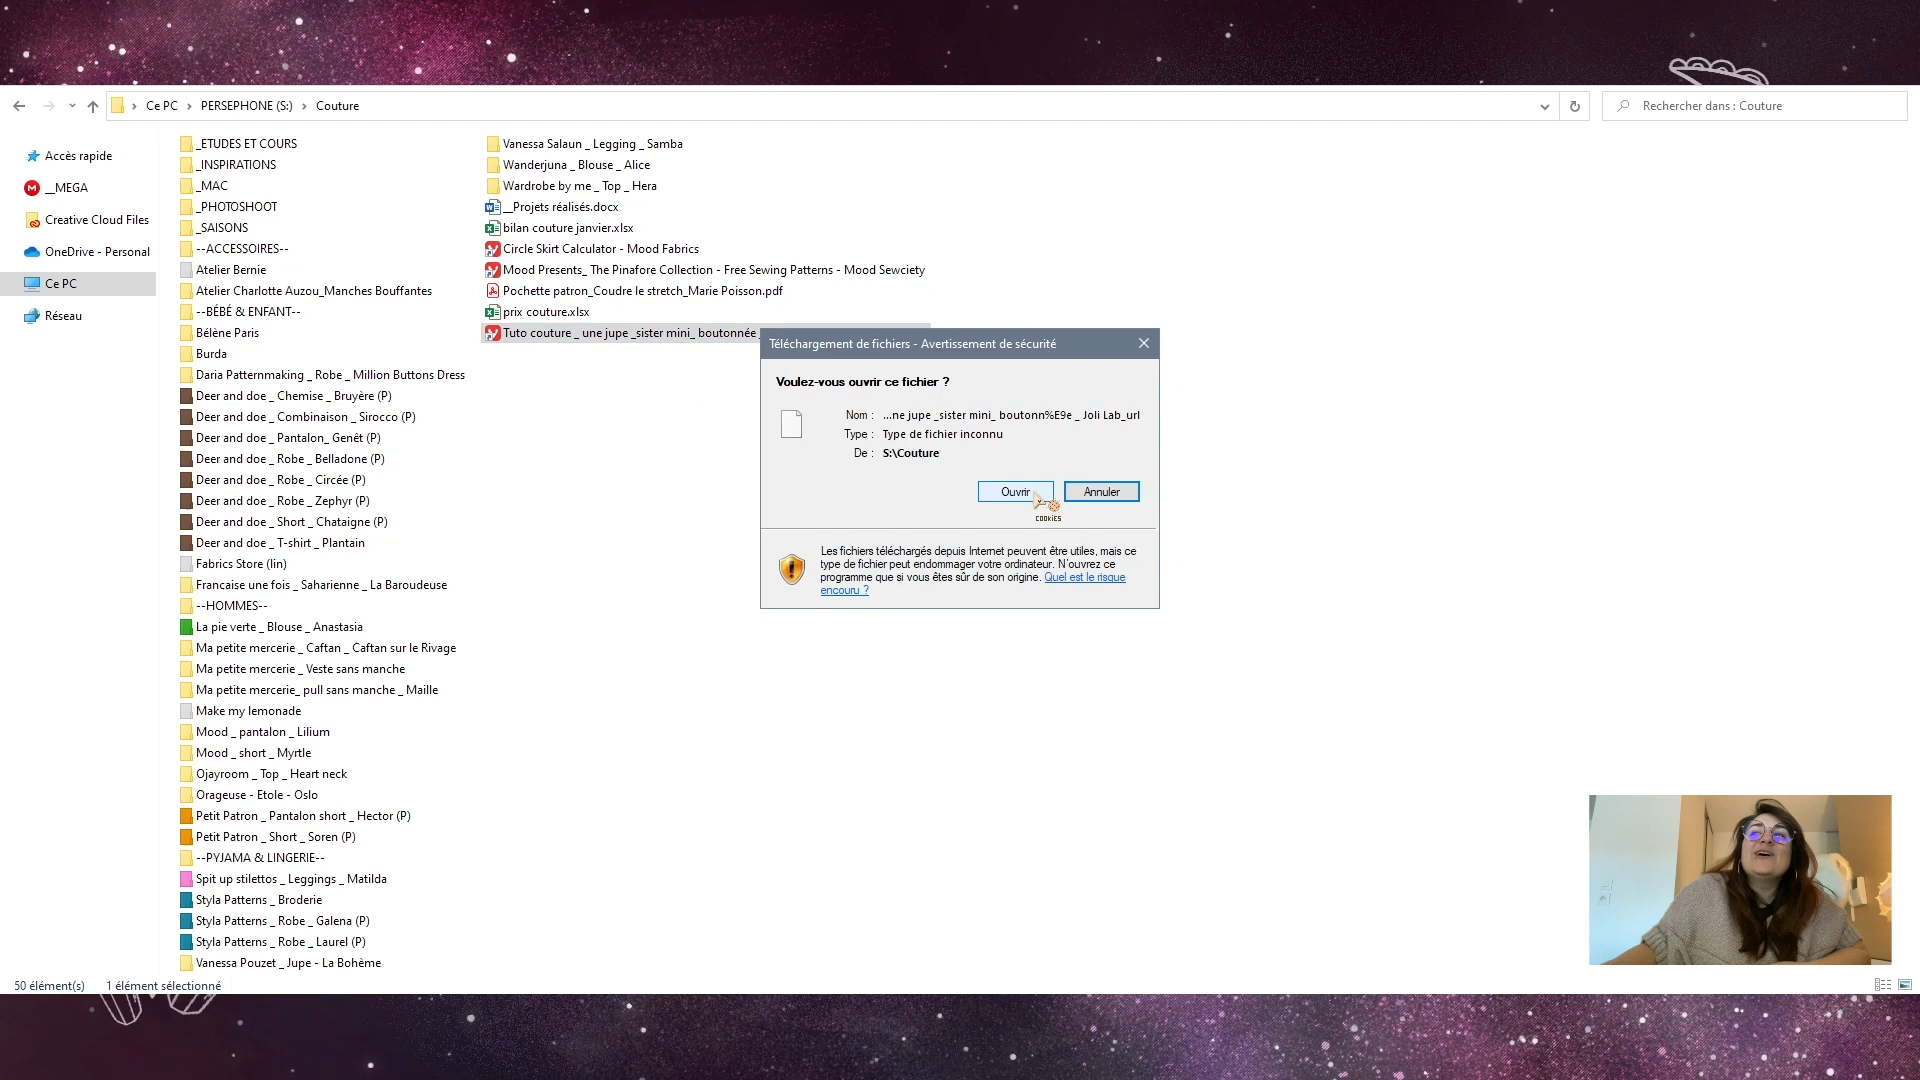 Ce PC
PERSEPHONE (S:)
Couture
Rechercher dans : Couture
Accès rapide
__MEGA
Creative Cloud Files
OneDrive - Personal
Ce PC
Réseau
_ETUDES ET COURS
_INSPIRATIONS
_MAC
_PHOTOSHOOT
_SAISONS
--ACCESSOIRES--
Atelier Bernie
Atelier Charlotte Auzou_Manches Bouffantes
--BÉBÉ & ENFANT--
Bélène Paris
Burda
Daria Patternmaking _ Robe _ Million Buttons Dress
Deer and doe _ Chemise _ Bruyère (P)
Deer and doe _ Combinaison _ Sirocco (P)
Deer and doe _ Pantalon_ Genêt (P)
Deer and doe _ Robe _ Belladone (P)
Deer and doe _ Robe _ Circée (P)
Deer and doe _ Robe _ Zephyr (P)
Deer and doe _ Short _ Chataigne (P)
Deer and doe _ T-shirt _ Plantain
Fabrics Store (lin)
Francaise une fois _ Saharienne _ La Baroudeuse
--HOMMES--
La pie verte _ Blouse _ Anastasia
Ma petite mercerie _ Caftan _ Caftan sur le Rivage
Ma petite mercerie _ Veste sans manche
Ma petite mercerie_ pull sans manche _ Maille
Make my lemonade
Mood _ pantalon _ Lilium
Mood _ short _ Myrtle
Ojayroom _ Top _ Heart neck
Orageuse - Etole - Oslo
Petit Patron _ Pantalon short _ Hector (P)
Petit Patron _ Short _ Soren (P)
--PYJAMA & LINGERIE--
Spit up stilettos _ Leggings _ Matilda
Styla Patterns _ Broderie
Styla Patterns _ Robe _ Galena (P)
Styla Patterns _ Robe _ Laurel (P)
Vanessa Pouzet _ Jupe - La Bohème
Vanessa Salaun _ Legging _ Samba
Wanderjuna _ Blouse _ Alice
Wardrobe by me _ Top _ Hera
__Projets réalisés.docx
bilan couture janvier.xlsx
Circle Skirt Calculator - Mood Fabrics
Mood Presents_ The Pinafore Collection - Free Sewing Patterns - Mood Sewciety
Pochette patron_Coudre le stretch_Marie Poisson.pdf
prix couture.xlsx
Tuto couture _ une jupe _sister mini_ boutonnée _
Téléchargement de fichiers - Avertissement de sécurité
Voulez-vous ouvrir ce fichier ?
Nom : ...ne jupe _sister mini_ boutonn%E9e _ Joli Lab_url
Type : Type de fichier inconnu
De : S:\Couture
Ouvrir
Annuler
COOKIES
Les fichiers téléchargés depuis Internet peuvent être utiles, mais ce
type de fichier peut endommager votre ordinateur. N'ouvrez ce
programme que si vous êtes sûr de son origine. Quel est le risque
encouru ?
50 élément(s)
1 élément sélectionné